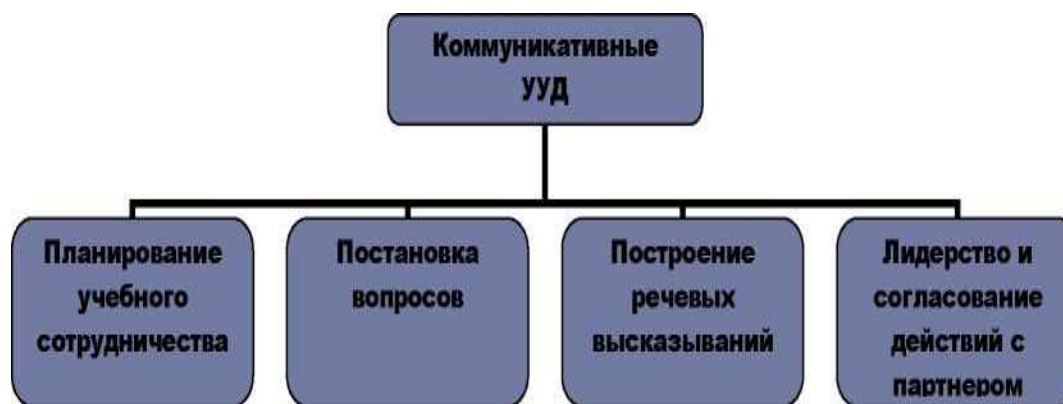 Коммуникативные
УУД
Планирование
учебного
сотрудничества
Постановка
вопросов
Построение
речевых
высказываний
Лидерство и
согласование
действий с
партнером